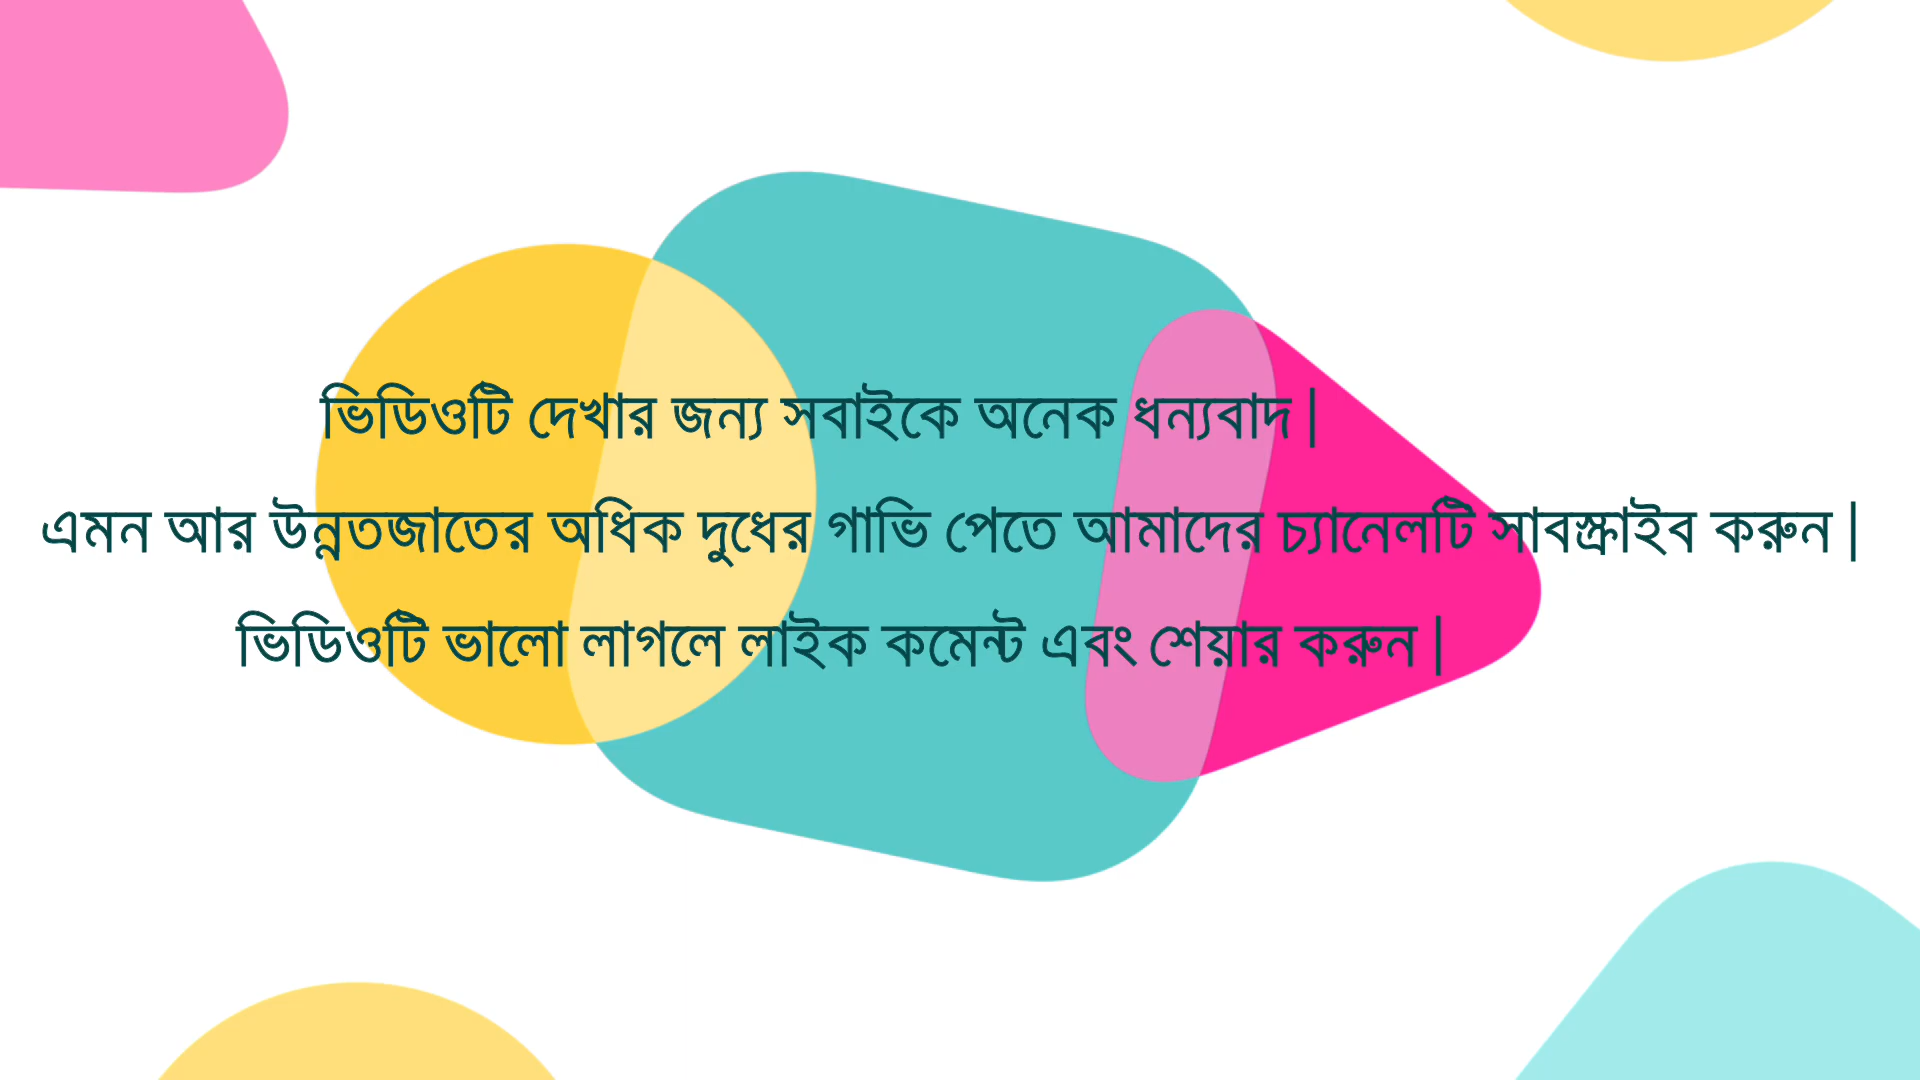 ভিডিওটি দেখার জন্য সবাইকে অনেক ধন্যবাদ|
এমন আর উন্নতজাতের অধিক দুধের গাভি পেতে আমাদের চ্যানেলটি সাবস্ক্রাইব করুন|
ভিডিওটি ভালো লাগলে লাইক কমেন্ট এবং শেয়ার করুন|